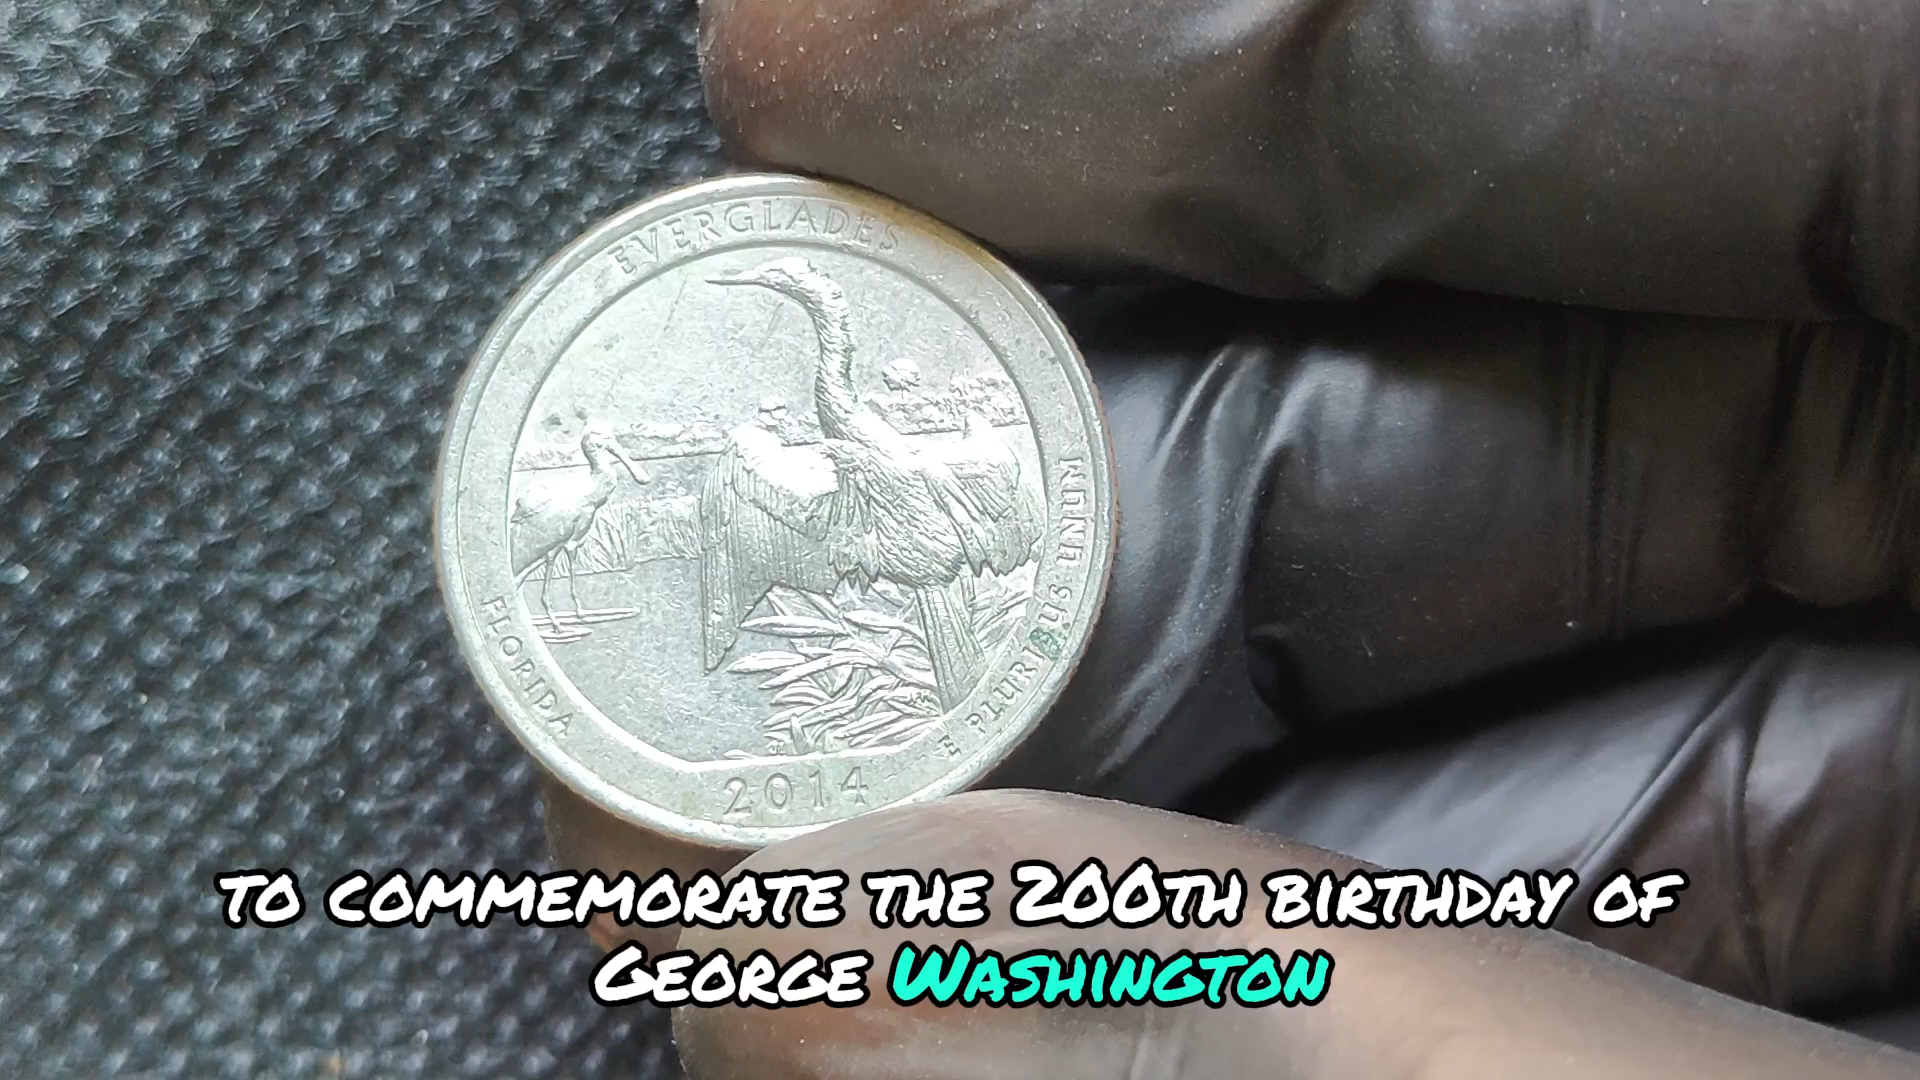 EVERGLADES
FLORIDA
2014
E PLURIBUS UNUM
TO COMMEMORATE THE 200TH BIRTHDAY OF
GEORGE WASHINGTON